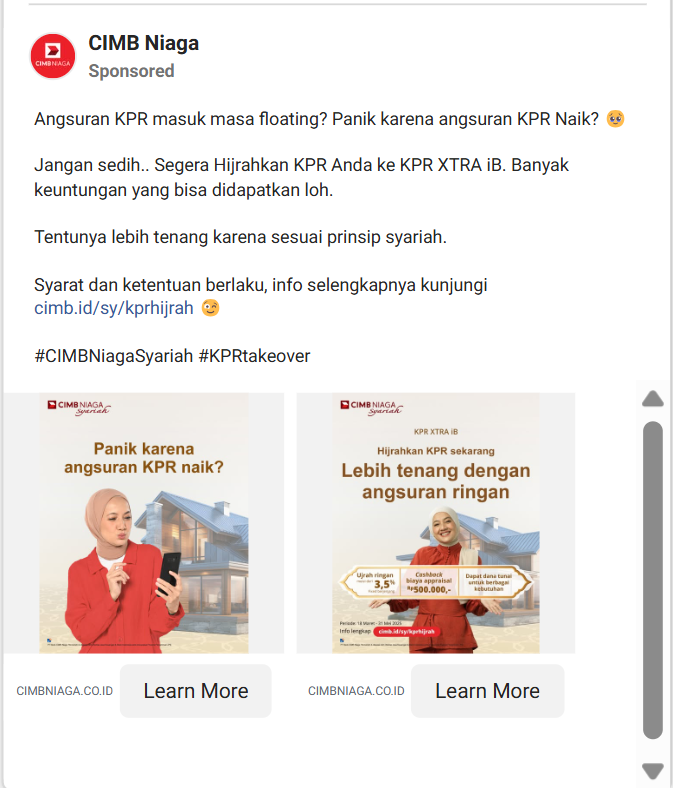 CIMB Niaga
CIMB NIAGA
Sponsored
Angsuran KPR masuk masa floating? Panik karena angsuran KPR Naik? 🥺
Jangan sedih.. Segera Hijrahkan KPR Anda ke KPR XTRA iB. Banyak
keuntungan yang bisa didapatkan loh.
Tentunya lebih tenang karena sesuai prinsip syariah.
Syarat dan ketentuan berlaku, info selengkapnya kunjungi
cimb.id/sy/kprhijrah 😉
#CIMBNiagaSyariah #KPRtakeover
CIMB NIAGA
Syariah
Panik karena
angsuran KPR naik?
CIMB NIAGA
Syariah
KPR XTRA iB
Hijrahkan KPR sekarang
Lebih tenang dengan
angsuran ringan
Ujrah ringan
3,5%
Cashback
biaya appraisal
Rp500.000,-
Dapat dana tunai
untuk berbagai
kebutuhan
Periode: 18 Maret - 31 Mei 2025
Info lengkap cimb.id/sy/kprhijrah
CIMBNIAGA.CO.ID
Learn More
CIMBNIAGA.CO.ID
Learn More